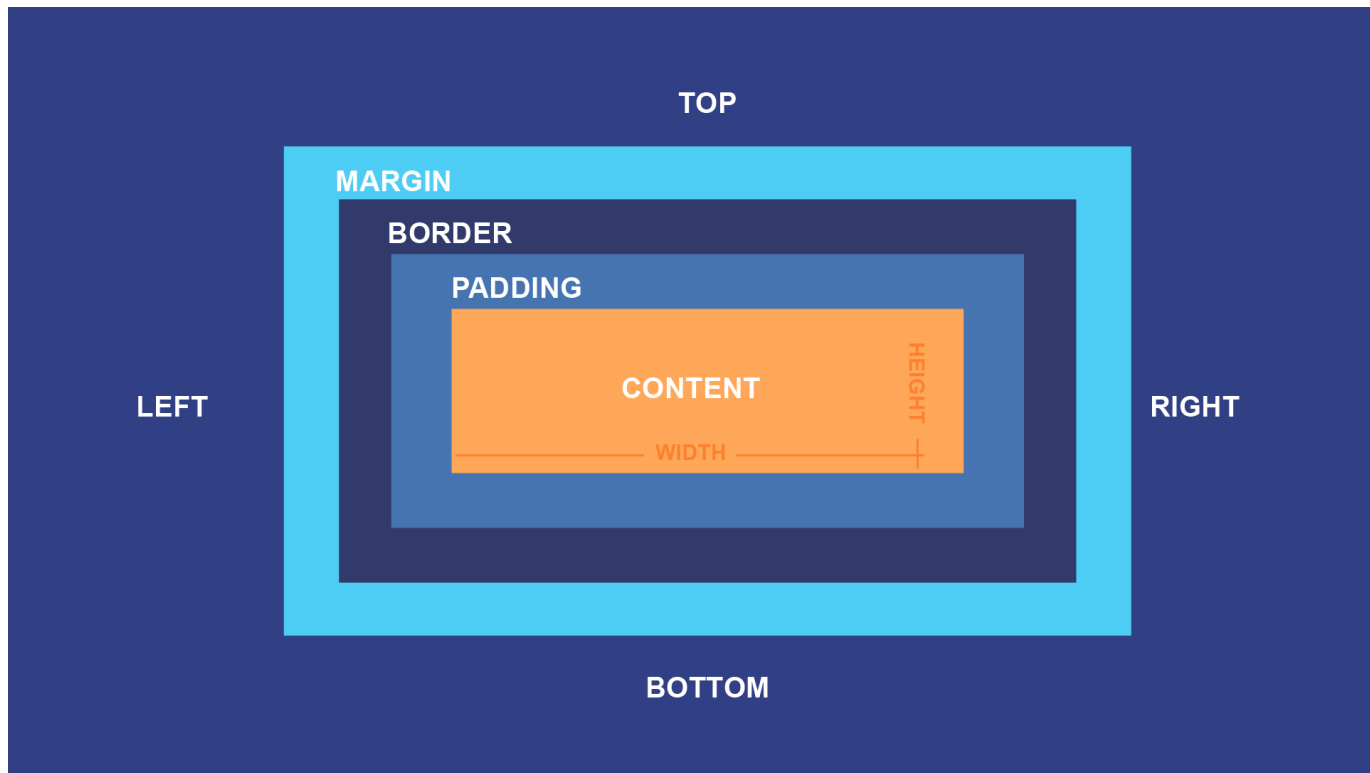 TOP
MARGIN
BORDER
PADDING
HEIGHT
CONTENT
LEFT
RIGHT
WIDTH
BOTTOM